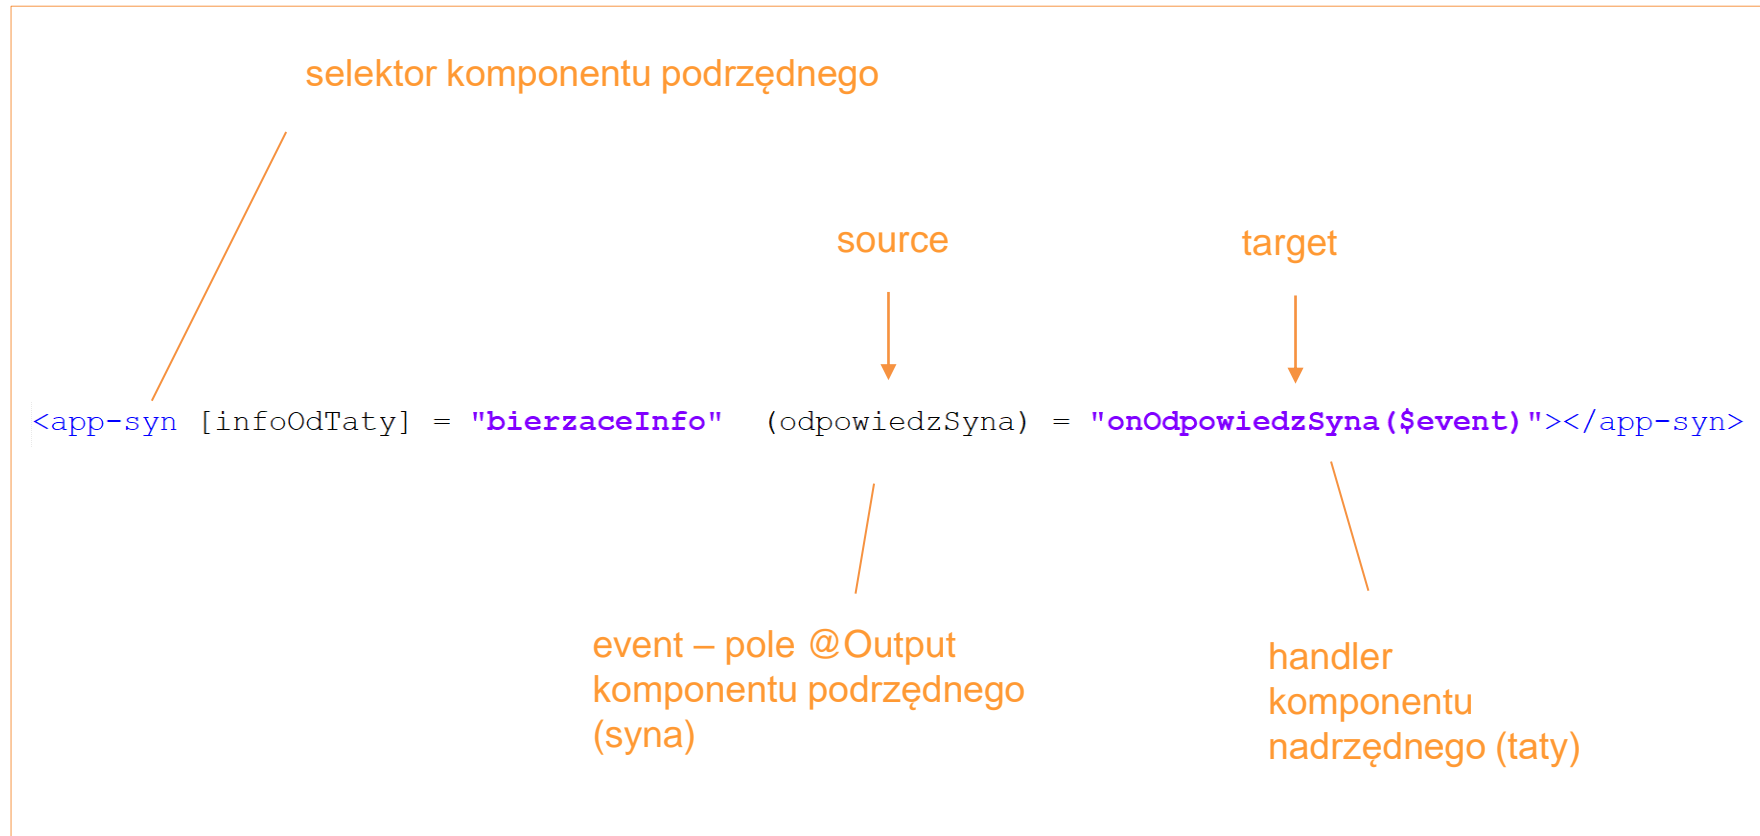 selektor komponentu podrzędnego
source
target
<app-syn [infoOdTaty] = "bierzaceInfo"  (odpowiedzSyna) = "onOdpowiedzSyna($event)"></app-syn>
event – pole @Output
komponentu podrzędnego
(syna)
handler
komponentu
nadrzędnego (taty)